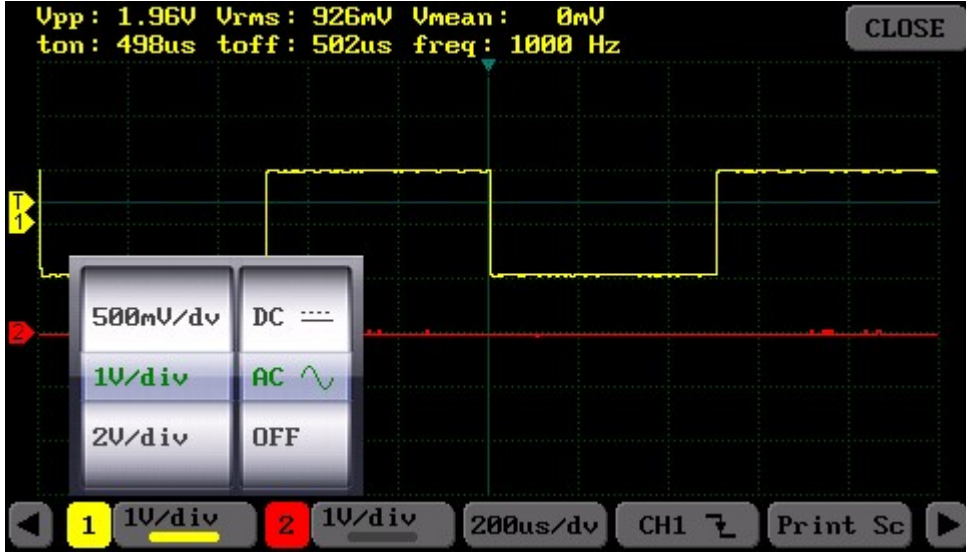 Vpp: 1.96V Vrms: 926mV Vmean: 0mV
ton: 498us toff: 502us freq: 1000 Hz
CLOSE
T
1
2
500mV/dv DC
1V/div AC
2V/div OFF
1 1V/div 2 1V/div 200us/dv CH1 Print Sc